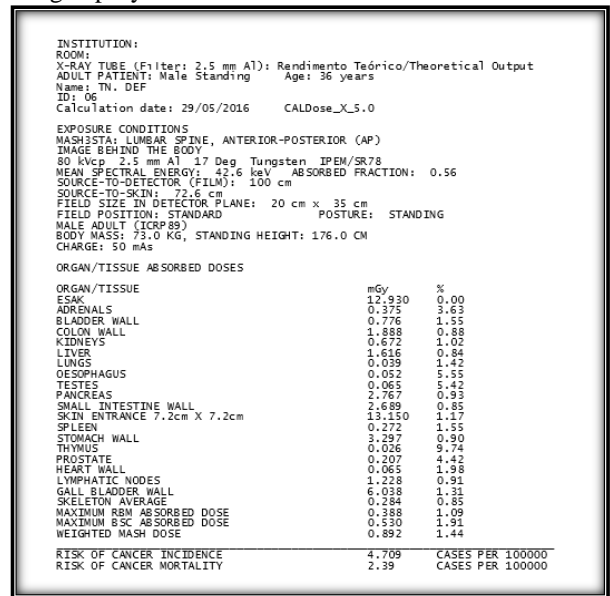 INSTITUTION:
ROOM:
X-RAY TUBE (Filter: 2.5 mm Al): Rendimento Teórico/Theoretical Output
ADULT PATIENT: Male Standing Age: 36 years
Name: TN. DEF
ID: 06
Calculation date: 29/05/2016 CALDose_X_5.0
EXPOSURE CONDITIONS
MASH3STA: LUMBAR SPINE, ANTERIOR-POSTERIOR (AP)
IMAGE BEHIND THE BODY
80 kVcp 2.5 mm Al 17 Deg Tungsten IPEM/SR78
MEAN SPECTRAL ENERGY: 42.6 keV ABSORBED FRACTION: 0.56
SOURCE-TO-DETECTOR (FILM): 100 cm
SOURCE-TO-SKIN: 72.6 cm
FIELD SIZE IN DETECTOR PLANE: 20 cm x 35 cm
FIELD POSITION: STANDARD POSTURE: STANDING
MALE ADULT (ICRP89)
BODY MASS: 73.0 KG, STANDING HEIGHT: 176.0 CM
CHARGE: 50 mAs
ORGAN/TISSUE ABSORBED DOSES
ORGAN/TISSUE mGy %
ESAK 12.930 0.00
ADRENALS 0.375 3.63
BLADDER WALL 0.776 1.55
COLON WALL 1.888 0.88
KIDNEYS 0.672 1.02
LIVER 1.616 0.84
LUNGS 0.039 1.42
OESOPHAGUS 0.052 5.55
TESTES 0.065 5.42
PANCREAS 2.767 0.93
SMALL INTESTINE WALL 2.689 0.85
SKIN ENTRANCE 7.2cm X 7.2cm 13.150 1.17
SPLEEN 0.272 1.55
STOMACH WALL 3.297 0.90
THYMUS 0.026 9.74
PROSTATE 0.207 4.42
HEART WALL 0.065 1.98
LYMPHATIC NODES 1.228 0.91
GALL BLADDER WALL 6.038 1.31
SKELETON AVERAGE 0.284 0.85
MAXIMUM RBM ABSORBED DOSE 0.388 1.09
MAXIMUM BSC ABSORBED DOSE 0.530 1.91
WEIGHTED MASH DOSE 0.892 1.44
RISK OF CANCER INCIDENCE 4.709 CASES PER 100000
RISK OF CANCER MORTALITY 2.39 CASES PER 100000